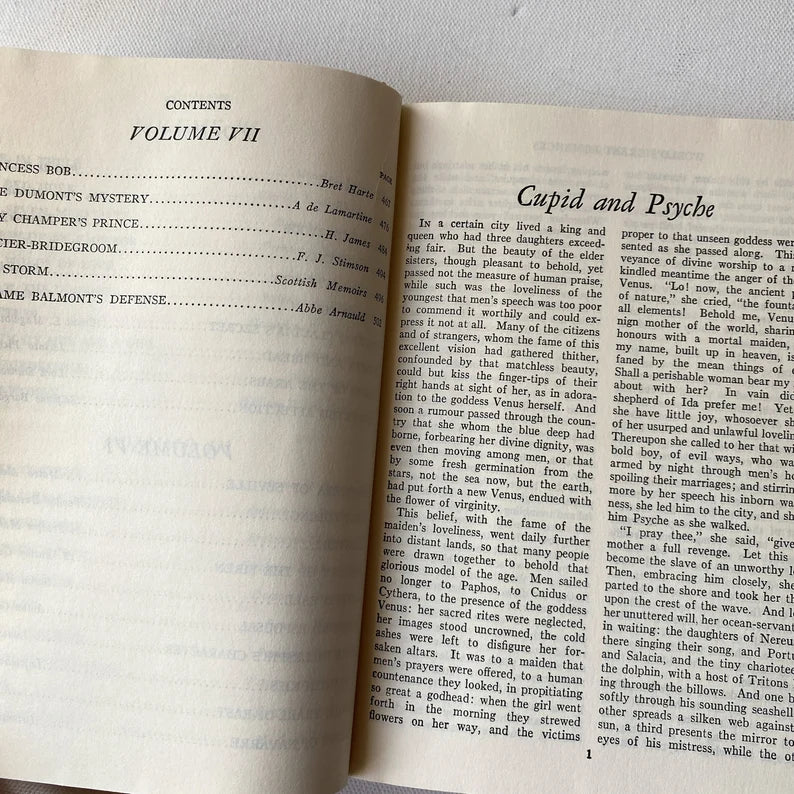 CONTENTS
VOLUME VII
PAGE
NCESS BOB.......................................Bret Harte 462
E DUMONT'S MYSTERY.......................A de Lamartine 476
Y CHAMPER'S PRINCE.............................H. James 484
CIER-BRIDEGROOM..............................F. J. Stimson 494
STORM....................................Scottish Memoirs 496
AME BALMONT'S DEFENSE.....................Abbe Arnauld 502
Cupid and Psyche
IN a certain city lived a king and
queen who had three daughters exceed-
ing fair. But the beauty of the elder
sisters, though pleasant to behold, yet
passed not the measure of human praise,
while such was the loveliness of the
youngest that men's speech was too poor
to commend it worthily and could ex-
press it not at all. Many of the citizens
and of strangers, whom the fame of this
excellent vision had gathered thither,
confounded by that matchless beauty,
could but kiss the finger-tips of their
right hands at sight of her, as in adora-
tion to the goddess Venus herself. And
soon a rumour passed through the coun-
try that she whom the blue deep had
borne, forbearing her divine dignity, was
even then moving among men, or that
by some fresh germination from the
stars, not the sea now, but the earth,
had put forth a new Venus, endued with
the flower of virginity.
This belief, with the fame of the
maiden's loveliness, went daily further
into distant lands, so that many people
were drawn together to behold that
glorious model of the age. Men sailed
no longer to Paphos, to Cnidus or
Cythera, to the presence of the goddess
Venus: her sacred rites were neglected,
her images stood uncrowned, the cold
ashes were left to disfigure her for-
saken altars. It was to a maiden that
men's prayers were offered, to a human
countenance they looked, in propitiating
so great a godhead: when the girl went
forth in the morning they strewed
flowers on her way, and the victims
proper to that unseen goddess were
sented as she passed along. This
veyance of divine worship to a m
kindled meantime the anger of the
Venus. "Lo! now, the ancient p
of nature," she cried, "the fountai
all elements! Behold me, Venus
nign mother of the world, sharing
honours with a mortal maiden,
my name, built up in heaven, is
faned by the mean things of e
Shall a perishable woman bear my
about with her? In vain did
shepherd of Ida prefer me! Yet
she have little joy, whosoever sh
of her usurped and unlawful lovelin
Thereupon she called to her that wi
bold boy, of evil ways, who wa
armed by night through men's ho
spoiling their marriages; and stirrin
more by her speech his inborn wa
ness, she led him to the city, and sh
him Psyche as she walked.
"I pray thee," she said, "give
mother a full revenge. Let this
become the slave of an unworthy lo
Then, embracing him closely, she
parted to the shore and took her th
upon the crest of the wave. And lo
her unuttered will, her ocean-servant
in waiting: the daughters of Nereu
there singing their song, and Portu
and Salacia, and the tiny chariotee
the dolphin, with a host of Tritons
ing through the billows. And one b
softly through his sounding seashell
other spreads a silken web against
sun, a third presents the mirror to
eyes of his mistress, while the ot
1